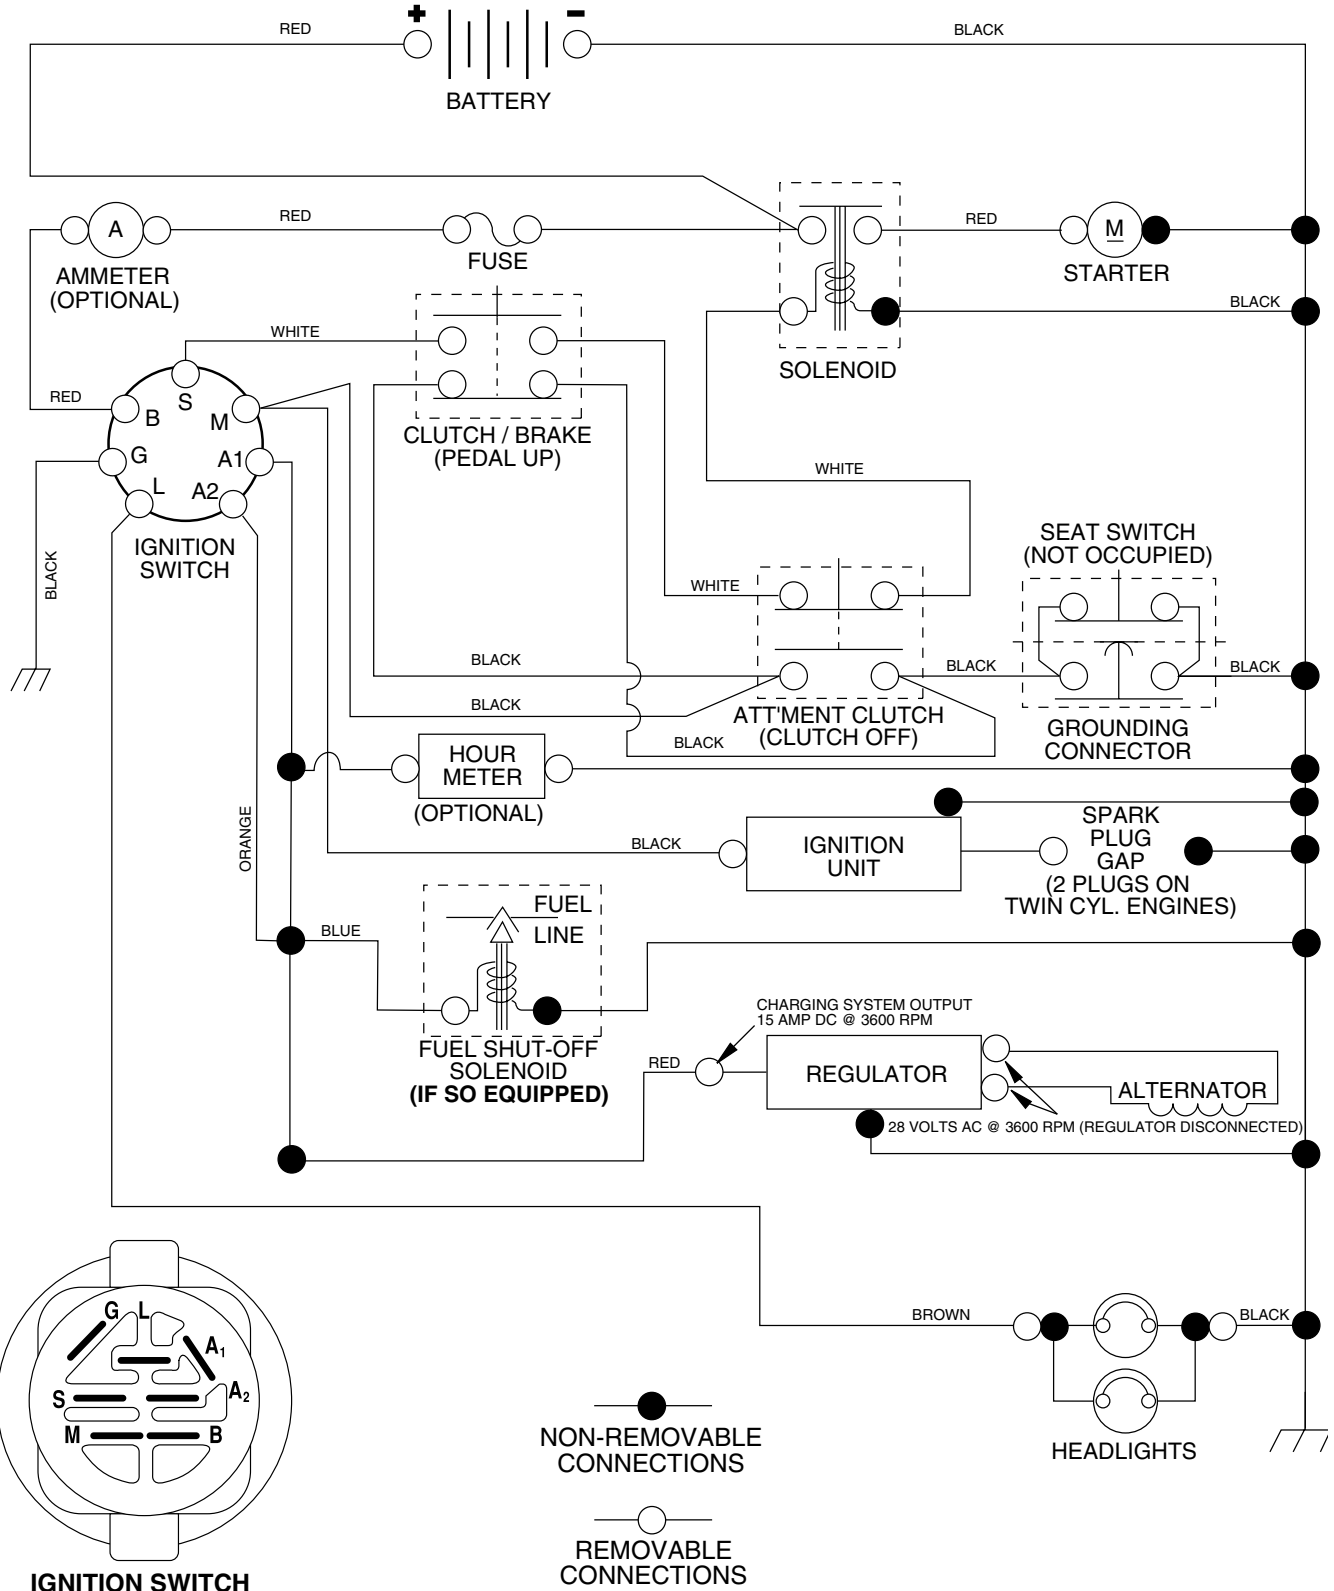 + −
RED
BLACK
BATTERY
A
RED
RED
M
AMMETER
(OPTIONAL)
FUSE
STARTER
WHITE
BLACK
SOLENOID
RED
S
B
M
G
A1
L
A2
CLUTCH / BRAKE
(PEDAL UP)
WHITE
IGNITION
SWITCH
BLACK
SEAT SWITCH
(NOT OCCUPIED)
WHITE
BLACK
BLACK
BLACK
BLACK
ATT'MENT CLUTCH
(CLUTCH OFF)
GROUNDING
CONNECTOR
BLACK
HOUR
METER
(OPTIONAL)
ORANGE
BLACK
IGNITION
UNIT
SPARK
PLUG
GAP
(2 PLUGS ON
TWIN CYL. ENGINES)
BLUE
FUEL
LINE
FUEL SHUT-OFF
SOLENOID
(IF SO EQUIPPED)
CHARGING SYSTEM OUTPUT
15 AMP DC @ 3600 RPM
RED
REGULATOR
ALTERNATOR
28 VOLTS AC @ 3600 RPM (REGULATOR DISCONNECTED)
BROWN
BLACK
HEADLIGHTS
G L
A1
S
A2
M
B
IGNITION SWITCH
NON-REMOVABLE
CONNECTIONS
REMOVABLE
CONNECTIONS